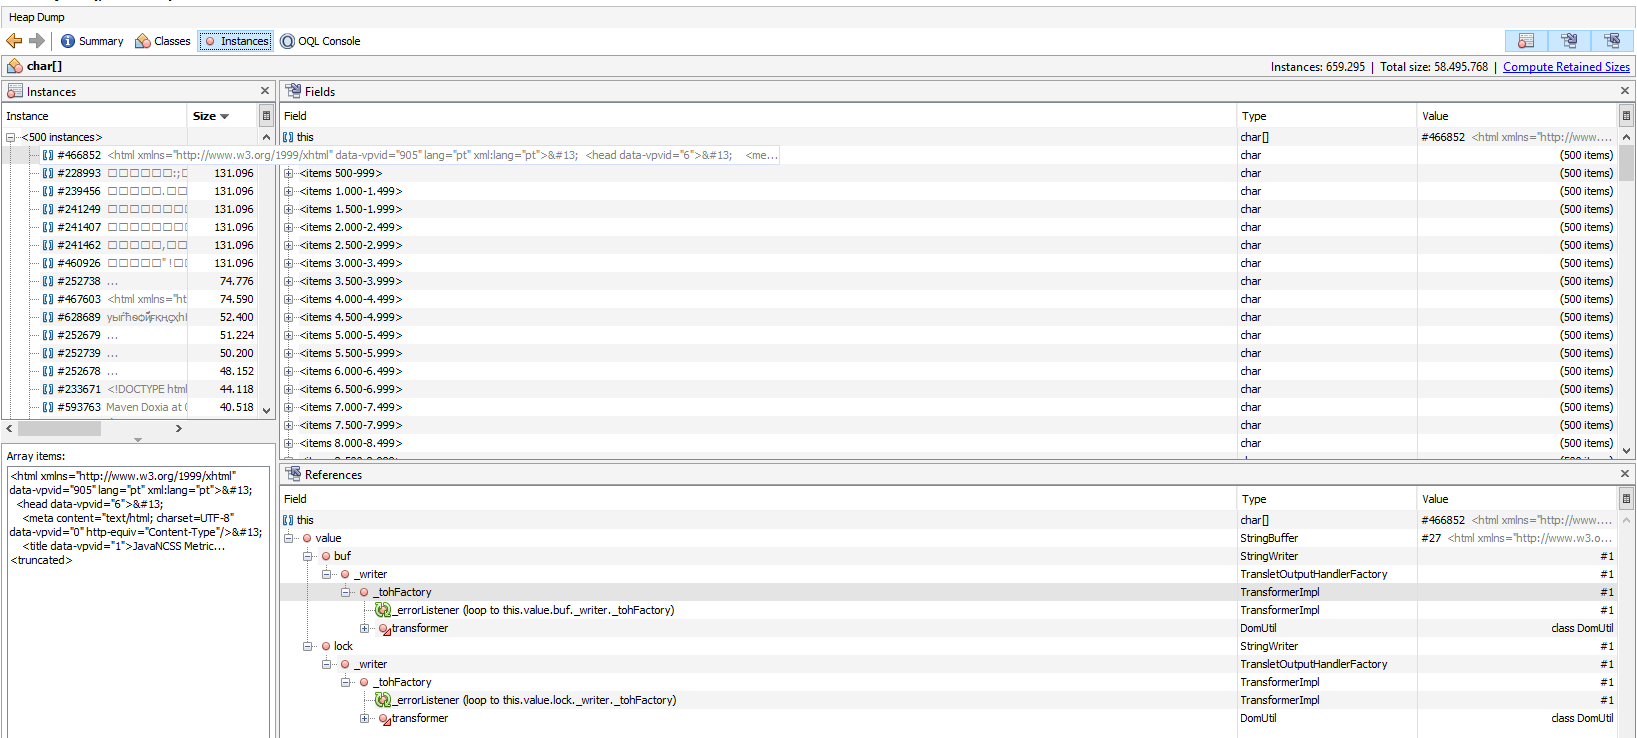 Heap Dump
Summary Classes Instances OQL Console
char[] Instances: 659.295 | Total size: 58.495.768 | Compute Retained Sizes
Instances
Instance Size
<500 instances>
#466852 <html xmlns="http://www.w3.org/1999/xhtml" data-vpvid="905" lang="pt" xml:lang="pt">&#13; <head data-vpvid="6">&#13; <me...
#228993 □□□□□□:;□ 131.096
#239456 □□□□□.□□ 131.096
#241249 □□□□□□□ 131.096
#241407 □□□□□□□ 131.096
#241462 □□□□□,□□ 131.096
#460926 □□□□□"!□ 131.096
#252738 ... 74.776
#467603 <html xmlns="ht 74.590
#628689 52.400
#252679 ... 51.224
#252739 ... 50.200
#252678 ... 48.152
#233671 <!DOCTYPE html 44.118
#593763 Maven Doxia at 40.518
Array items:
<html xmlns="http://www.w3.org/1999/xhtml"
data-vpvid="905" lang="pt" xml:lang="pt">&#13;
<head data-vpvid="6">&#13;
<meta content="text/html; charset=UTF-8"
data-vpvid="0" http-equiv="Content-Type"/>&#13;
<title data-vpvid="1">JavaNCSS Metric...
<truncated>
Fields
Field Type Value
this char[] #466852 <html xmlns="http://www....
char (500 items)
<items 500-999> char (500 items)
<items 1.000-1.499> char (500 items)
<items 1.500-1.999> char (500 items)
<items 2.000-2.499> char (500 items)
<items 2.500-2.999> char (500 items)
<items 3.000-3.499> char (500 items)
<items 3.500-3.999> char (500 items)
<items 4.000-4.499> char (500 items)
<items 4.500-4.999> char (500 items)
<items 5.000-5.499> char (500 items)
<items 5.500-5.999> char (500 items)
<items 6.000-6.499> char (500 items)
<items 6.500-6.999> char (500 items)
<items 7.000-7.499> char (500 items)
<items 7.500-7.999> char (500 items)
<items 8.000-8.499> char (500 items)
References
Field Type Value
this char[] #466852 <html xmlns="http://www....
value StringBuffer #27 <html xmlns="http://www.w3.o...
buf StringWriter #1
_writer TransletOutputHandlerFactory #1
_tohFactory TransformerImpl #1
_errorListener (loop to this.value.buf._writer._tohFactory) TransformerImpl #1
transformer DomUtil class DomUtil
lock StringWriter #1
_writer TransletOutputHandlerFactory #1
_tohFactory TransformerImpl #1
_errorListener (loop to this.value.lock._writer._tohFactory) TransformerImpl #1
transformer DomUtil class DomUtil